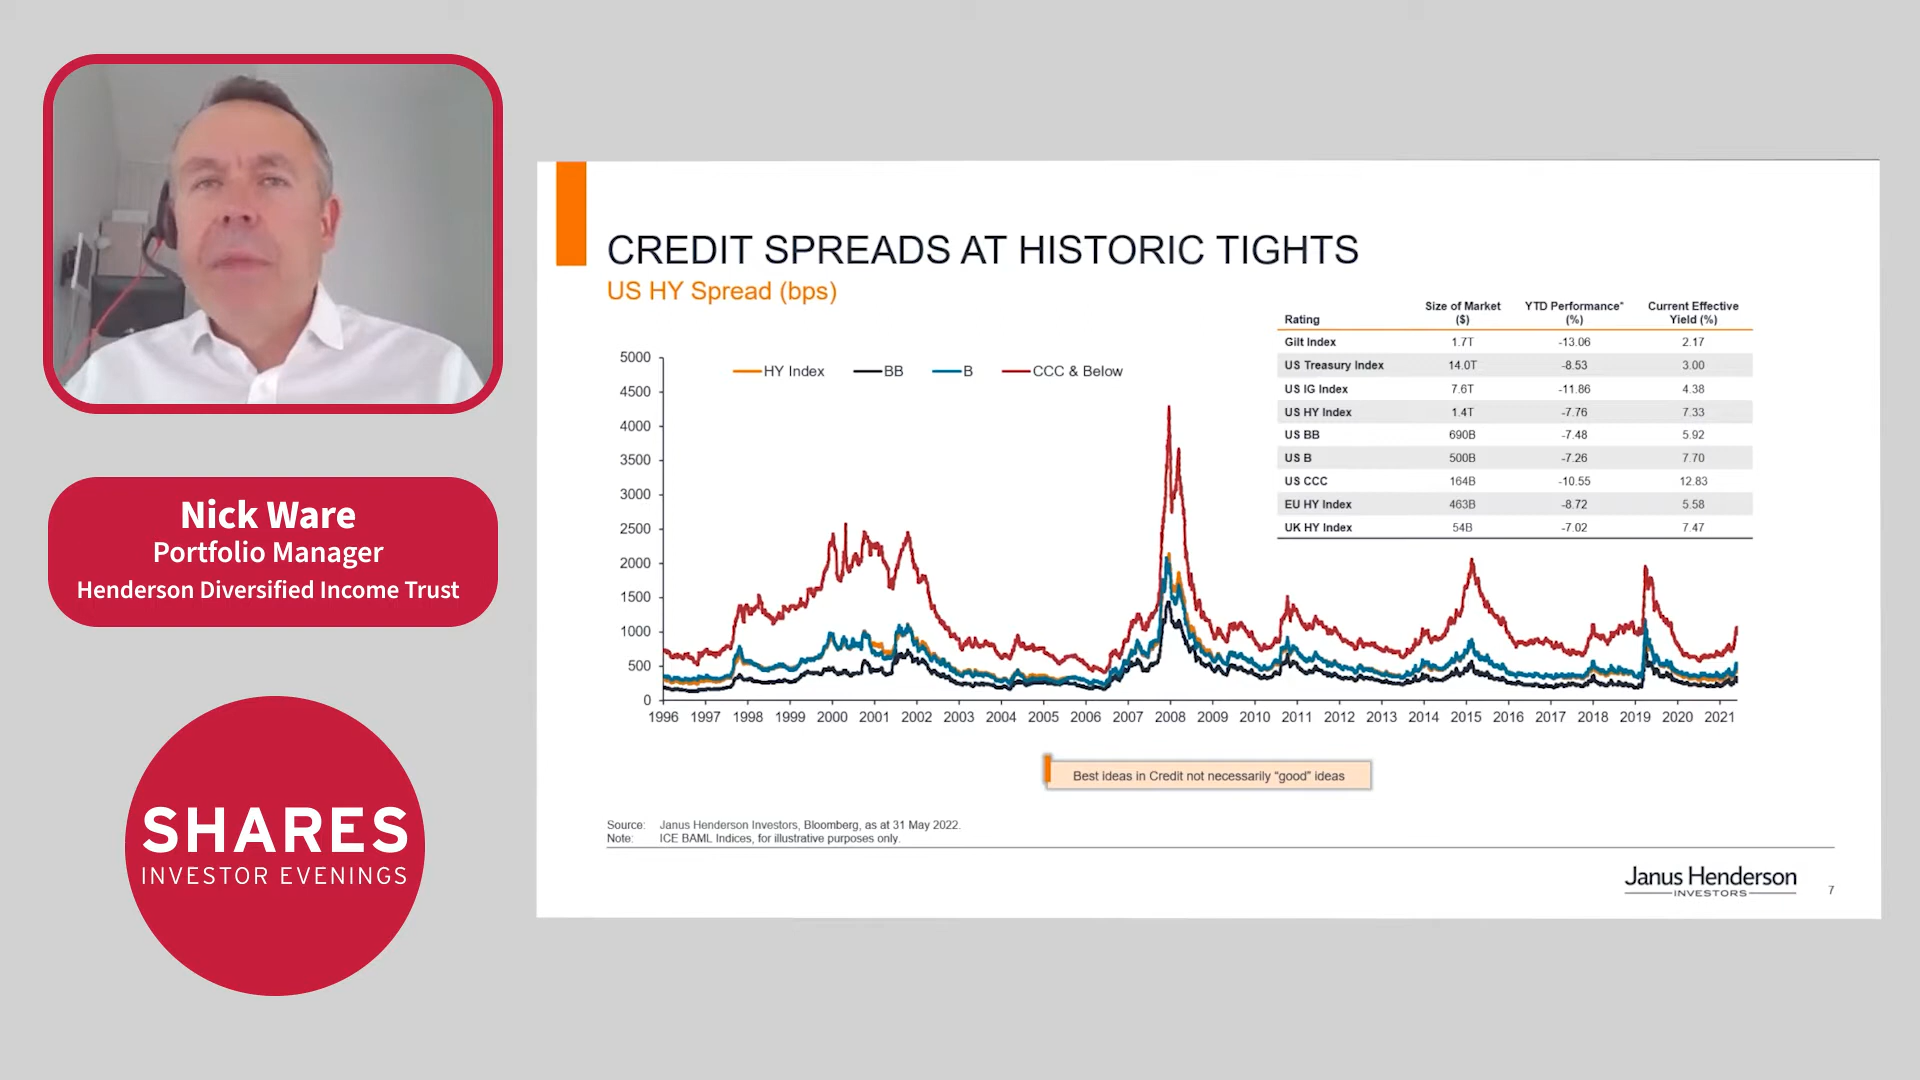 Nick Ware
Portfolio Manager
Henderson Diversified Income Trust
SHARES
INVESTOR EVENINGS
CREDIT SPREADS AT HISTORIC TIGHTS
US HY Spread (bps)
HY Index BB B CCC & Below
5000
4500
4000
3500
3000
2500
2000
1500
1000
500
0
1996 1997 1998 1999 2000 2001 2002 2003 2004 2005 2006 2007 2008 2009 2010 2011 2012 2013 2014 2015 2016 2017 2018 2019 2020 2021
Rating Size of Market ($) YTD Performance* (%) Current Effective Yield (%)
Gilt Index 1.7T -13.06 2.17
US Treasury Index 14.0T -8.53 3.00
US IG Index 7.6T -11.86 4.38
US HY Index 1.4T -7.76 7.33
US BB 690B -7.48 5.92
US B 500B -7.26 7.70
US CCC 164B -10.55 12.83
EU HY Index 463B -8.72 5.58
UK HY Index 54B -7.02 7.47
Best ideas in Credit not necessarily “good” ideas
Source: Janus Henderson Investors, Bloomberg, as at 31 May 2022.
Note: ICE BAML Indices, for illustrative purposes only.
Janus Henderson
INVESTORS
7